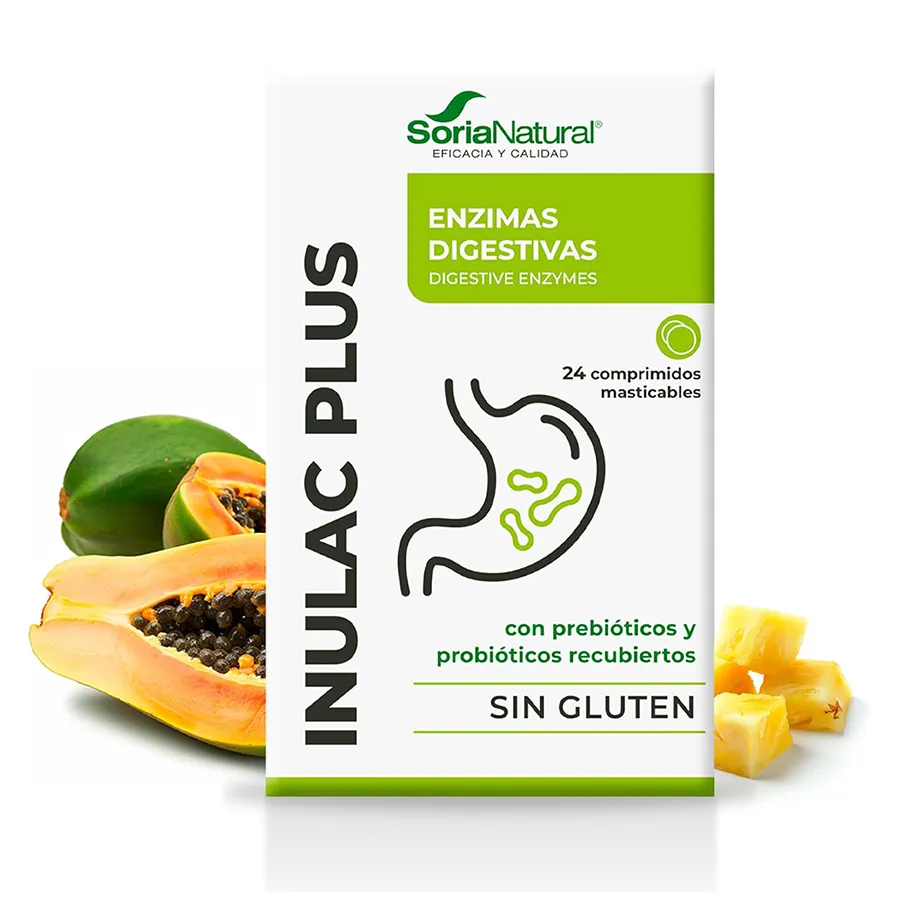 SoriaNatural®
EFICACIA Y CALIDAD
ENZIMAS
DIGESTIVAS
DIGESTIVE ENZYMES
INULAC PLUS
24 comprimidos
masticables
con prebióticos y
probióticos recubiertos
SIN GLUTEN